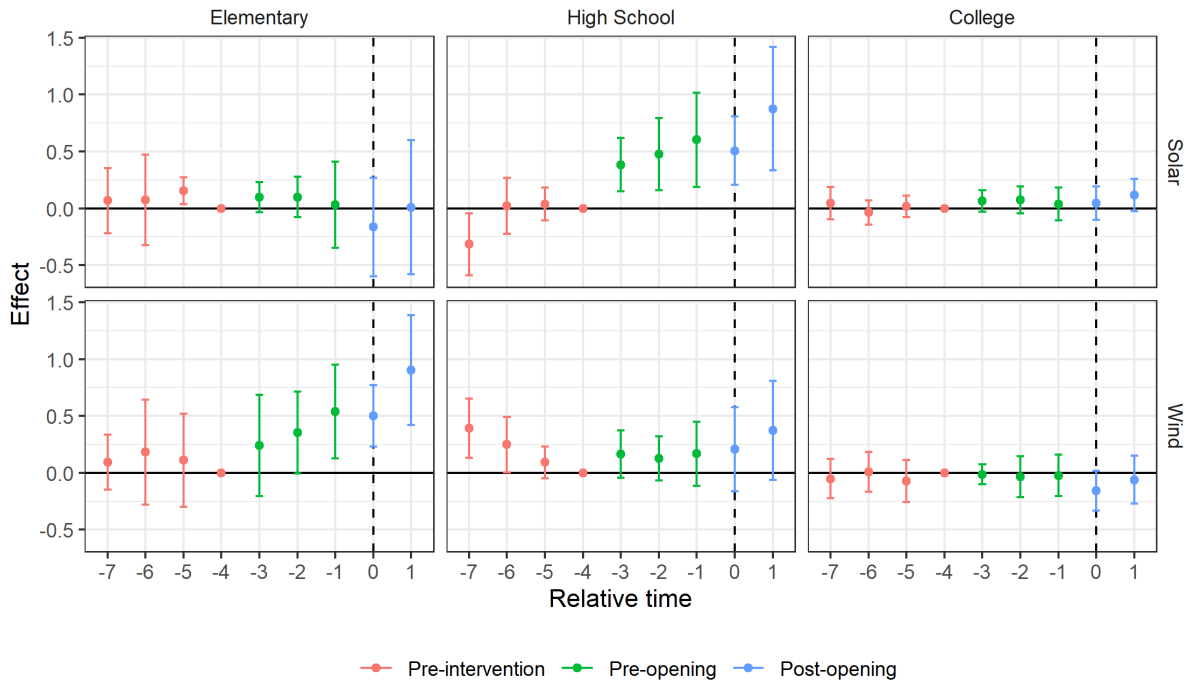 Elementary High School College
1.5
1.0
0.5
0.0
-0.5
Solar
1.5
1.0
0.5
0.0
-0.5
Wind
Effect
-7 -6 -5 -4 -3 -2 -1 0 1 -7 -6 -5 -4 -3 -2 -1 0 1 -7 -6 -5 -4 -3 -2 -1 0 1
Relative time
Pre-intervention Pre-opening Post-opening